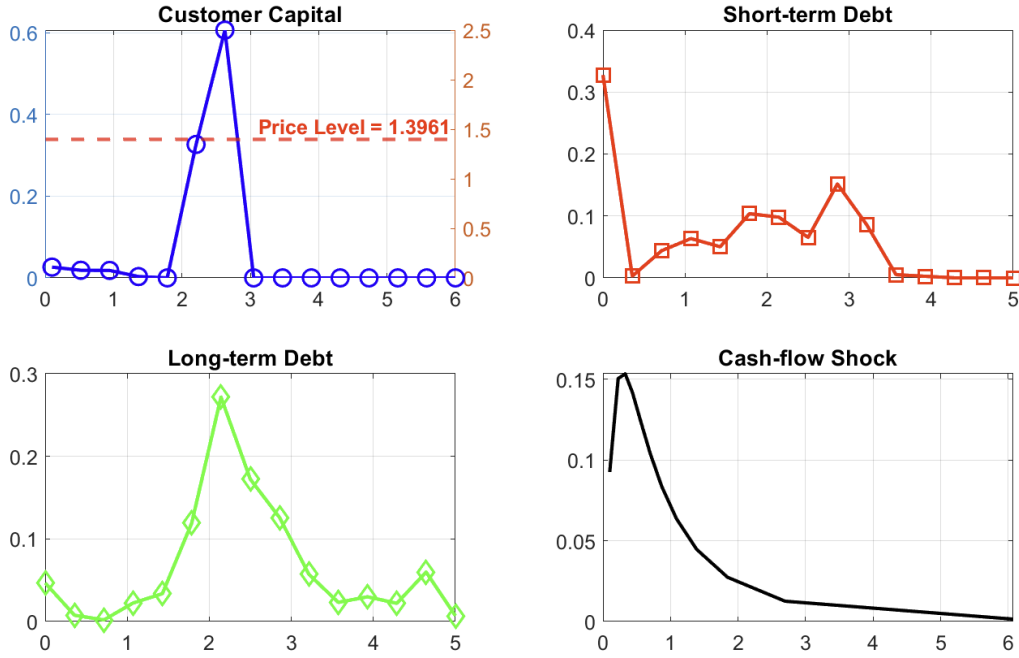 Customer Capital
0.6
0.4
0.2
0
2.5
2
1.5
1
0.5
0
Price Level = 1.3961
0 1 2 3 4 5 6
Short-term Debt
0.4
0.3
0.2
0.1
0
0 1 2 3 4 5
Long-term Debt
0.3
0.2
0.1
0
0 1 2 3 4 5
Cash-flow Shock
0.15
0.1
0.05
0
0 1 2 3 4 5 6